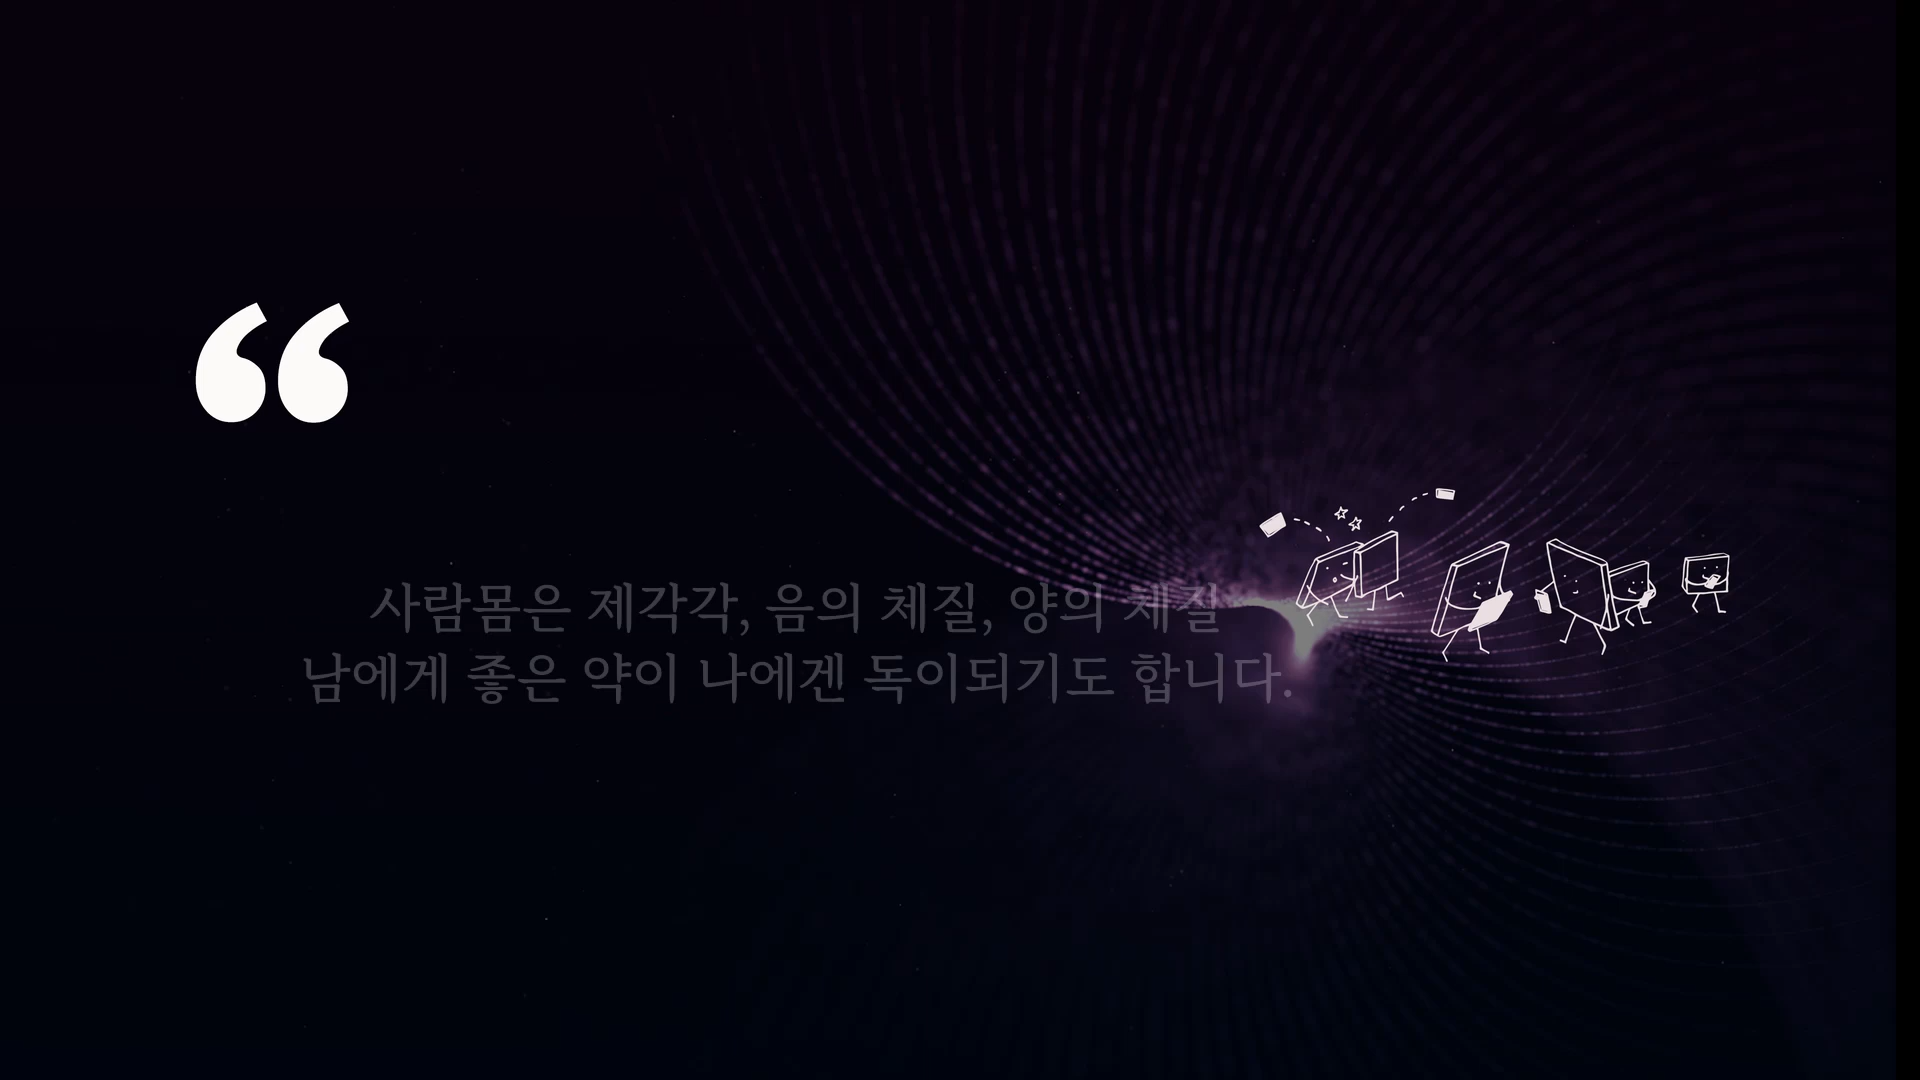 “
사람몸은 제각각, 음의 체질, 양의 체질
남에게 좋은 약이 나에겐 독이되기도 합니다.